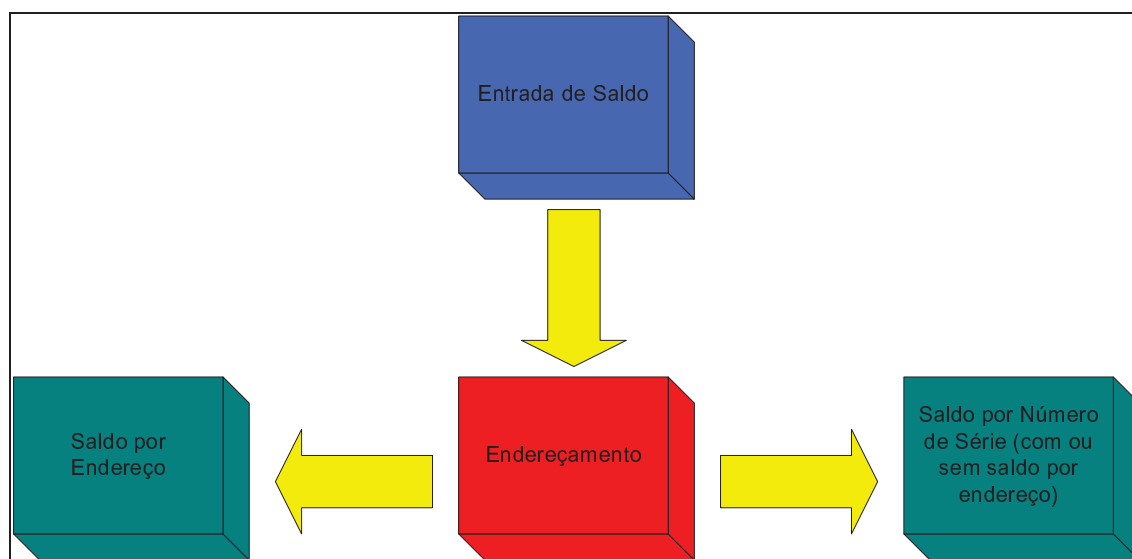 Entrada de Saldo
Saldo por
Endereço
Endereçamento
Saldo por Número
de Série (com ou
sem saldo por
endereço)